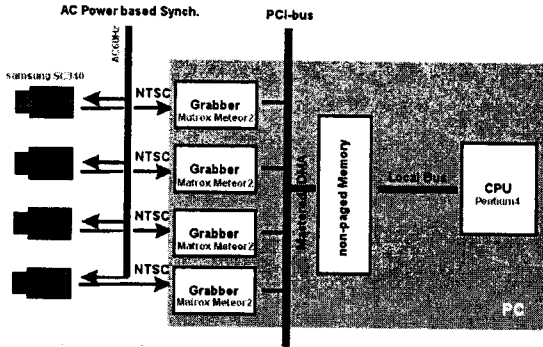 AC Power based Synch.
PCI-bus
AC60Hz
samsung SC340
NTSC
Grabber
Matrox Meteor2
NTSC
Grabber
Matrox Meteor2
NTSC
Grabber
Matrox Meteor2
NTSC
Grabber
Matrox Meteor2
Mastered DMA
non-paged Memory
Local Bus
CPU
Pentium4
PC